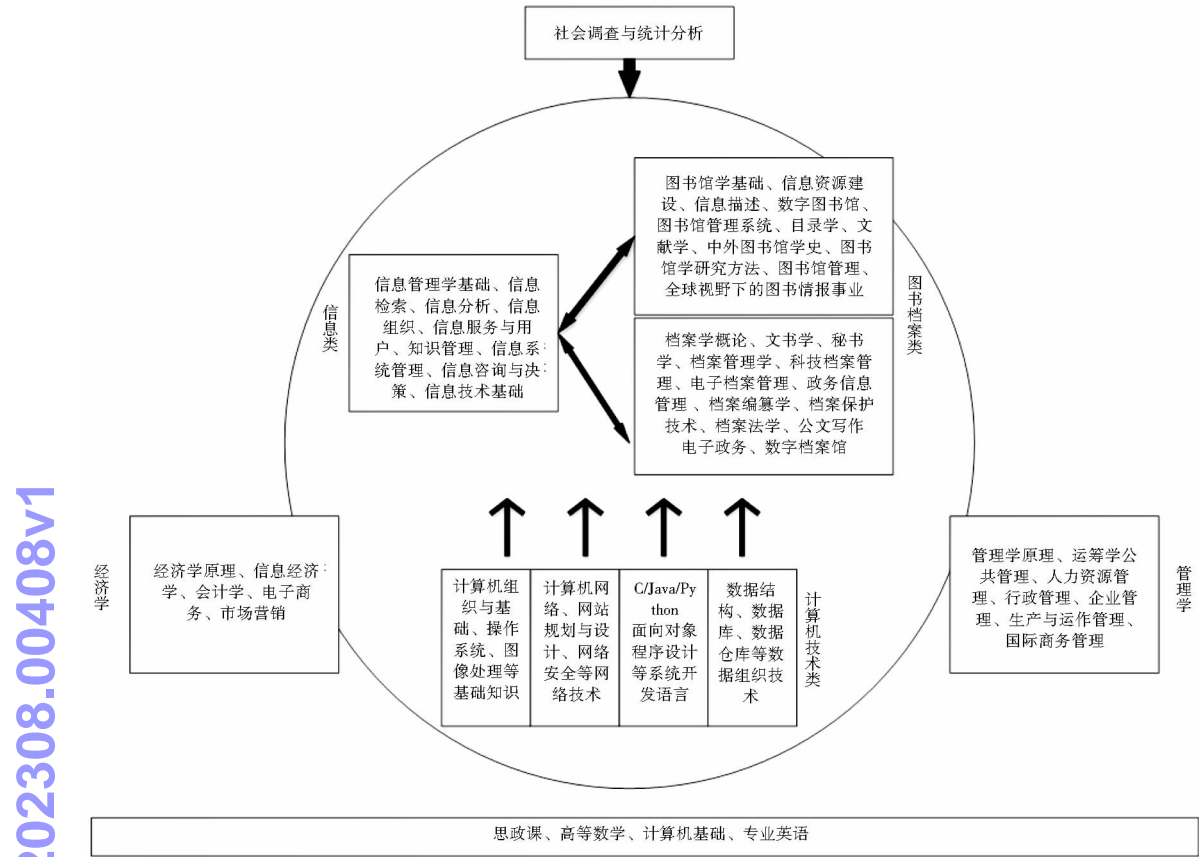 社会调查与统计分析
图书馆学基础、信息资源建
设、信息描述、数字图书馆、
图书馆管理系统、目录学、文
献学、中外图书馆学史、图书
馆学研究方法、图书馆管理、
全球视野下的图书情报事业
图书档案类
信息类
信息管理学基础、信息
检索、信息分析、信息
组织、信息服务与用
户、知识管理、信息系
统管理、信息咨询与决
策、信息技术基础
档案学概论、文书学、秘书
学、档案管理学、科技档案管
理、电子档案管理、政务信息
管理、档案编纂学、档案保护
技术、档案法学、公文写作
电子政务、数字档案馆
经济学
经济学原理、信息经济
学、会计学、电子商
务、市场营销
计算机组
织与基
础、操作
系统、图
像处理等
基础知识
计算机网
络、网站
规划与设
计、网络
安全等网
络技术
C/Java/Py
thon
面向对象
程序设计
等系统开
发语言
数据结
构、数据
库、数据
仓库等数
据组织技
术
计算机技术类
管理学原理、运筹学公
共管理、人力资源管
理、行政管理、企业管
理、生产与运作管理、
国际商务管理
管理学
思政课、高等数学、计算机基础、专业英语
202308.00408v1